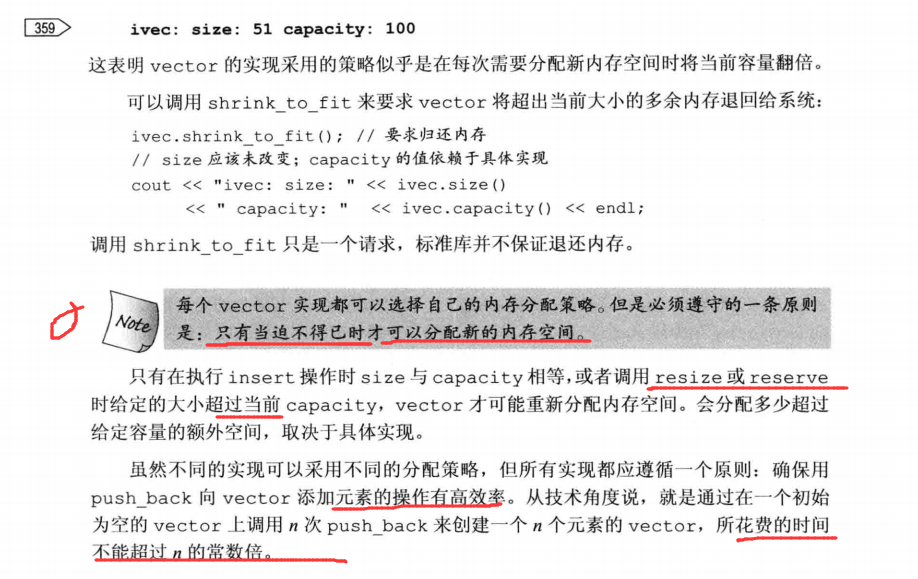 359
ivec: size: 51 capacity: 100
这表明 vector 的实现采用的策略似乎是在每次需要分配新内存空间时将当前容量翻倍。
可以调用 shrink_to_fit 来要求 vector 将超出当前大小的多余内存退回给系统：
ivec.shrink_to_fit(); // 要求归还内存
// size 应该未改变；capacity 的值依赖于具体实现
cout << "ivec: size: " << ivec.size()
<< " capacity: " << ivec.capacity() << endl;
调用 shrink_to_fit 只是一个请求，标准库并不保证退还内存。
Note
每个 vector 实现都可以选择自己的内存分配策略。但是必须遵守的一条原则
是：只有当迫不得已时才可以分配新的内存空间。
只有在执行 insert 操作时 size 与 capacity 相等，或者调用 resize 或 reserve
时给定的大小超过当前 capacity，vector 才可能重新分配内存空间。会分配多少超过
给定容量的额外空间，取决于具体实现。
虽然不同的实现可以采用不同的分配策略，但所有实现都应遵循一个原则：确保用
push_back 向 vector 添加元素的操作有高效率。从技术角度说，就是通过在一个初始
为空的 vector 上调用 n 次 push_back 来创建一个 n 个元素的 vector，所花费的时间
不能超过 n 的常数倍。